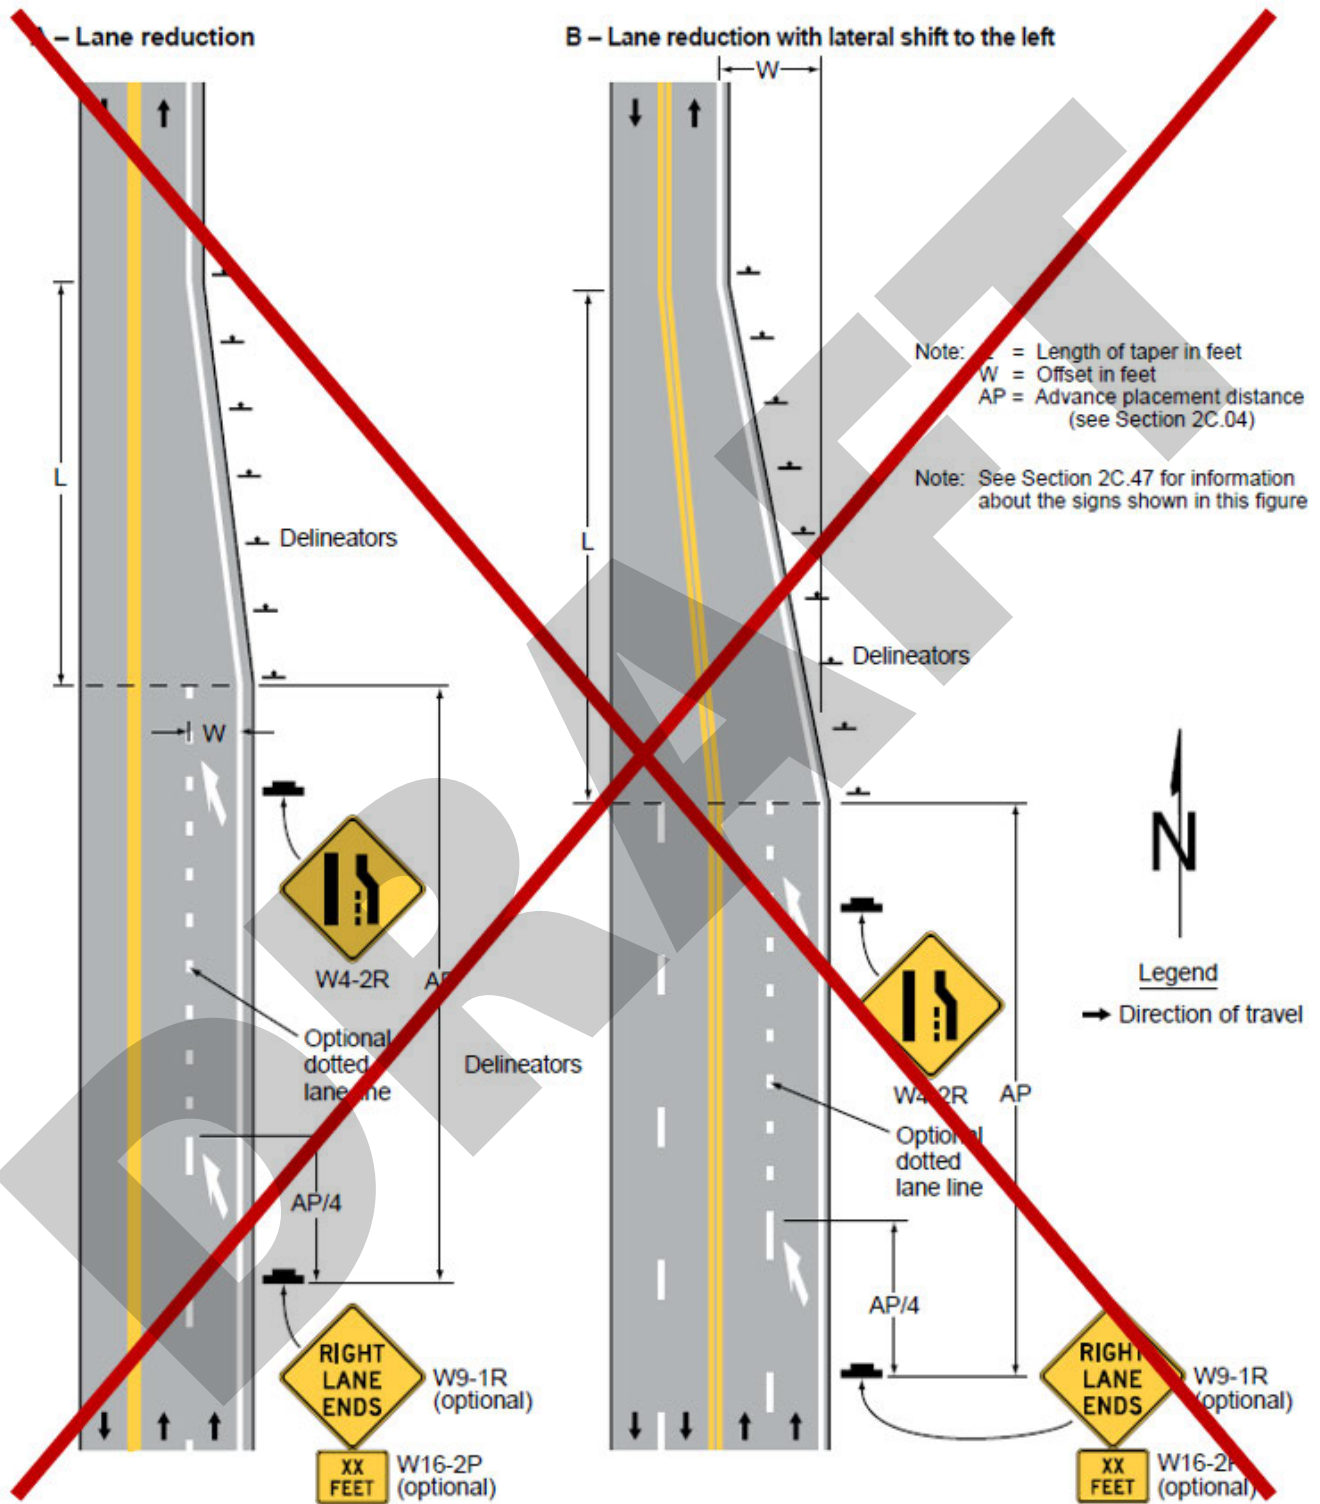 A – Lane reduction
B – Lane reduction with lateral shift to the left
W
Note: L = Length of taper in feet
W = Offset in feet
AP = Advance placement distance
(see Section 2C.04)
Note: See Section 2C.47 for information
about the signs shown in this figure
L
Delineators
L
Delineators
W
W4-2R
AP
Optional
dotted
lane line
Delineators
AP/4
RIGHT
LANE
ENDS
W9-1R
(optional)
XX
FEET
W16-2P
(optional)
W4-2R
AP
Optional
dotted
lane line
AP/4
RIGHT
LANE
ENDS
W9-1R
(optional)
XX
FEET
W16-2P
(optional)
N
Legend
Direction of travel
DRAFT